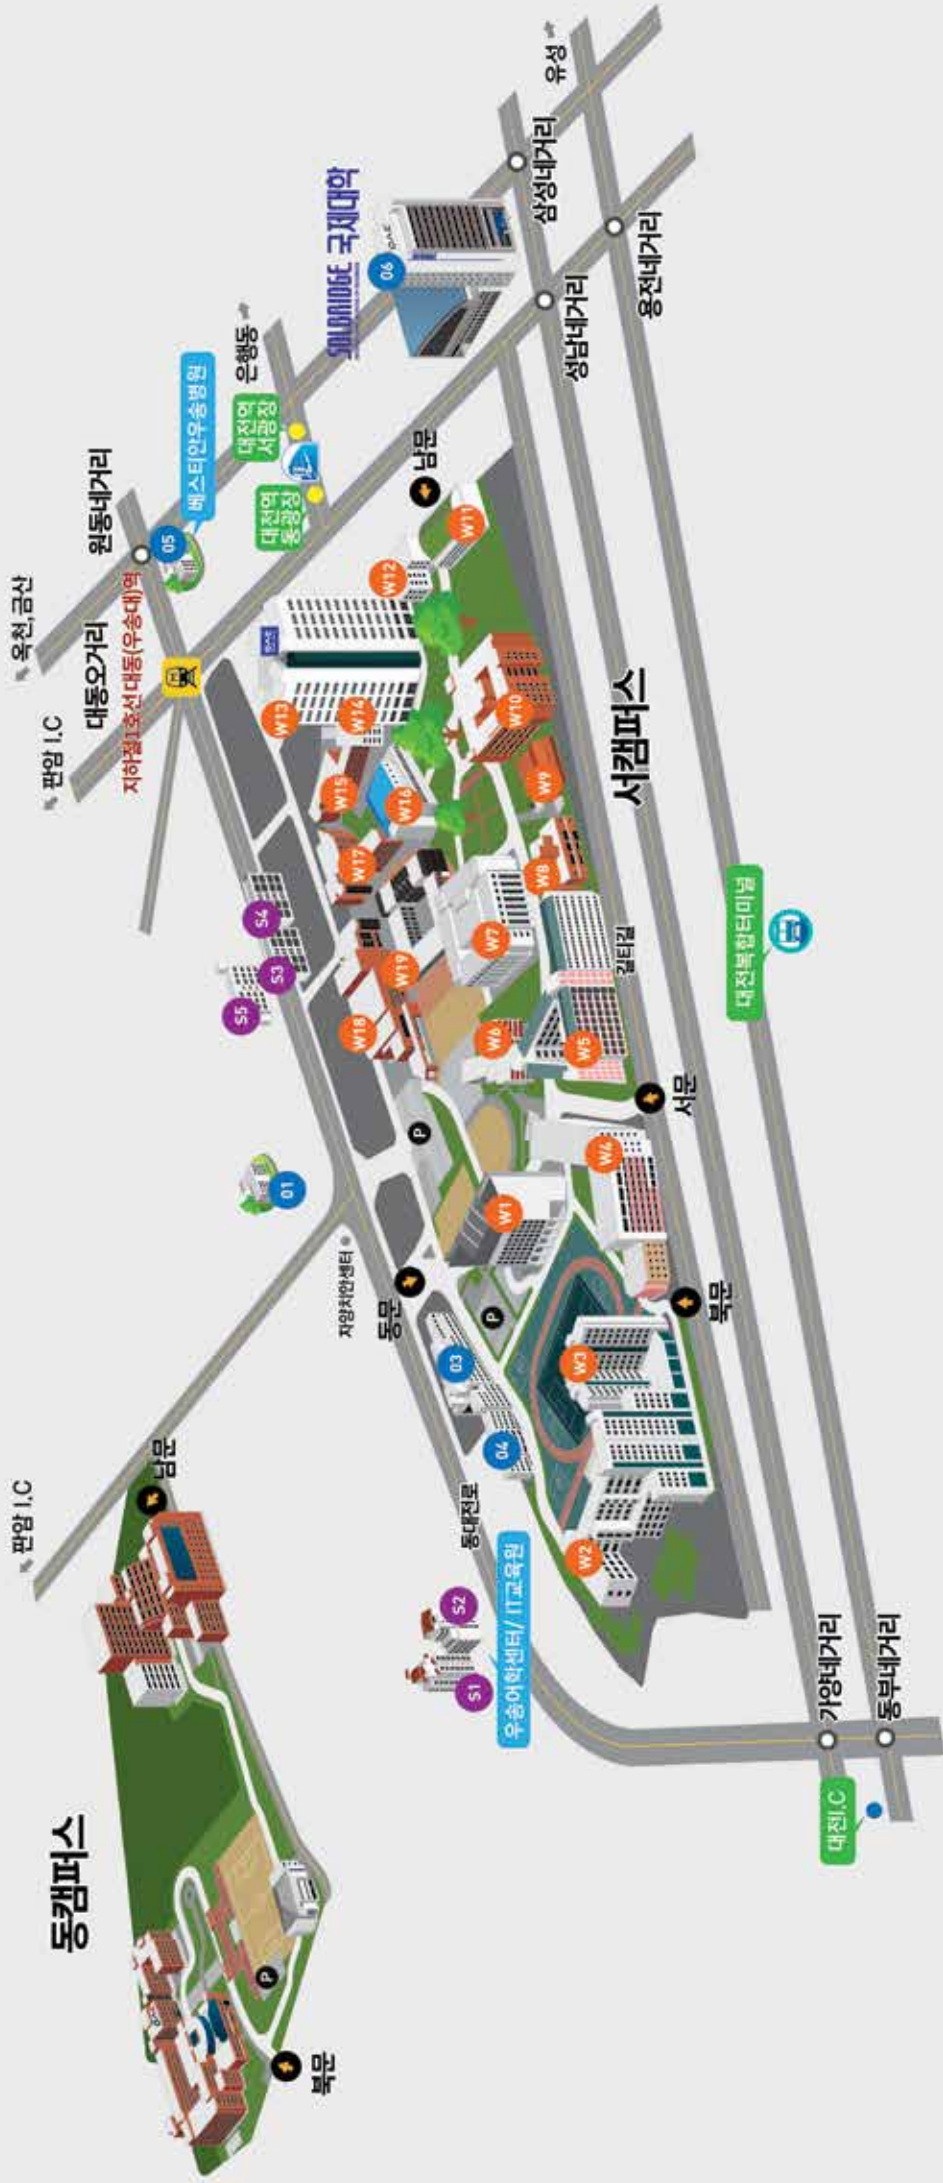 동캠퍼스
북문
P
판암 I.C
남문
자양치안센터
01
S5
S3
S4
판암 I.C
옥천,금산
대동오거리
지하철1호선 대동(우송대)역
원동네거리
05
베스티안우송병원
은행동
대전역
서광장
대전역
동광장
SOLBRIDGE 국제대학
06
유성
삼성네거리
성남네거리
용전네거리
S1
S2
우송어학센터/ IT교육원
동대전로
04
03
동문
P
P
W1
W2
W3
W4
W5
W6
W7
W8
W9
W10
W11
W12
W13
W14
W15
W16
W17
W18
W19
남문
북문
서문
길티길
서캠퍼스
대전복합터미널
가양네거리
동부네거리
대전I.C